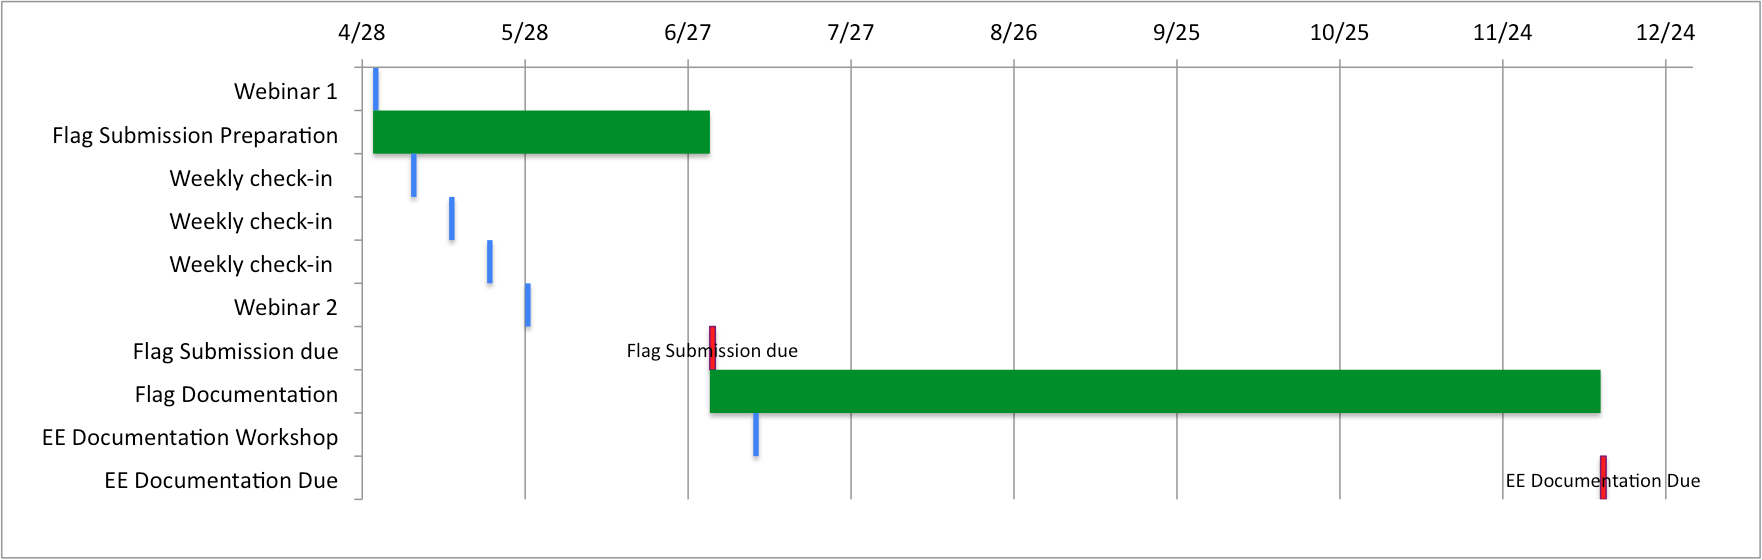 4/28 5/28 6/27 7/27 8/26 9/25 10/25 11/24 12/24
Webinar 1
Flag Submission Preparation
Weekly check-in
Weekly check-in
Weekly check-in
Webinar 2
Flag Submission due
Flag Submission due
Flag Documentation
EE Documentation Workshop
EE Documentation Due
EE Documentation Due